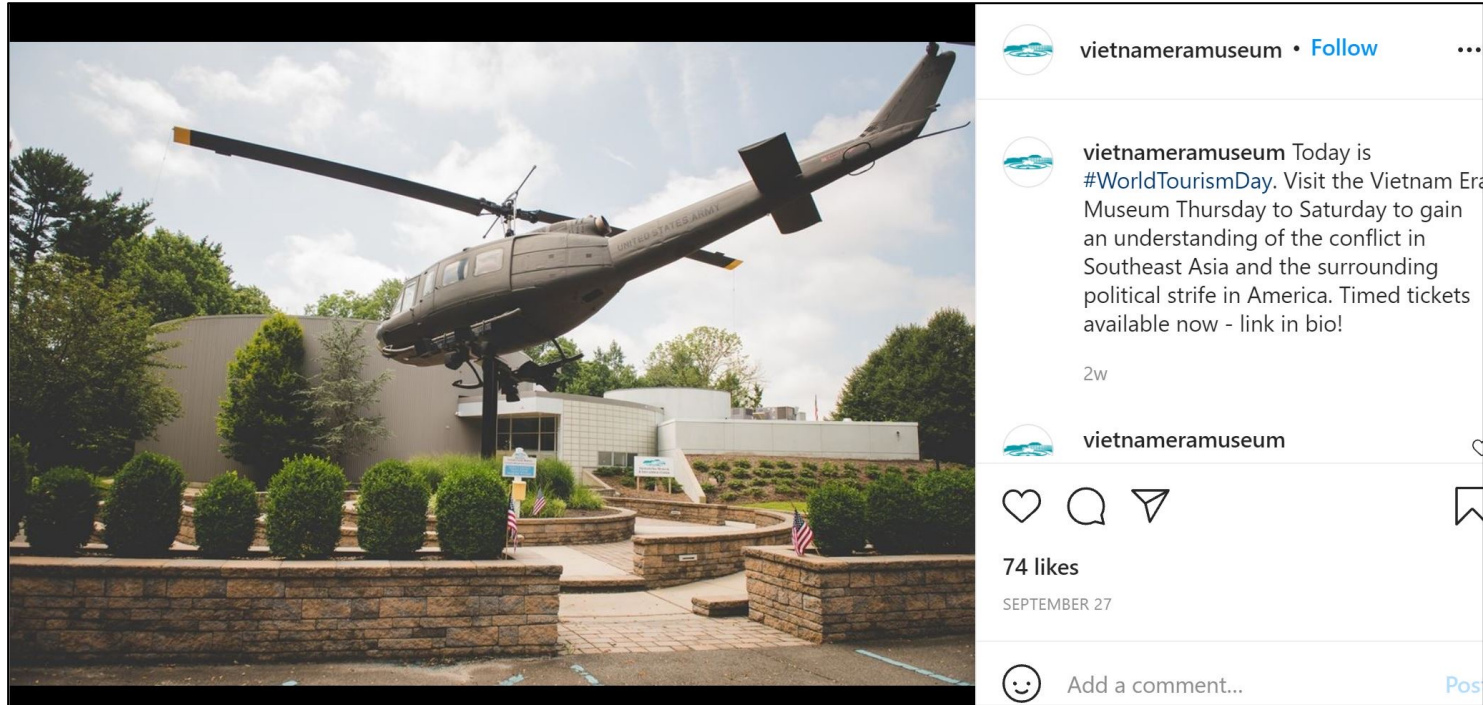 UNITED STATES ARMY
vietnameramuseum • Follow
vietnameramuseum Today is
#WorldTourismDay. Visit the Vietnam Era
Museum Thursday to Saturday to gain
an understanding of the conflict in
Southeast Asia and the surrounding
political strife in America. Timed tickets
available now - link in bio!
2w
vietnameramuseum
74 likes
SEPTEMBER 27
Add a comment...
Post